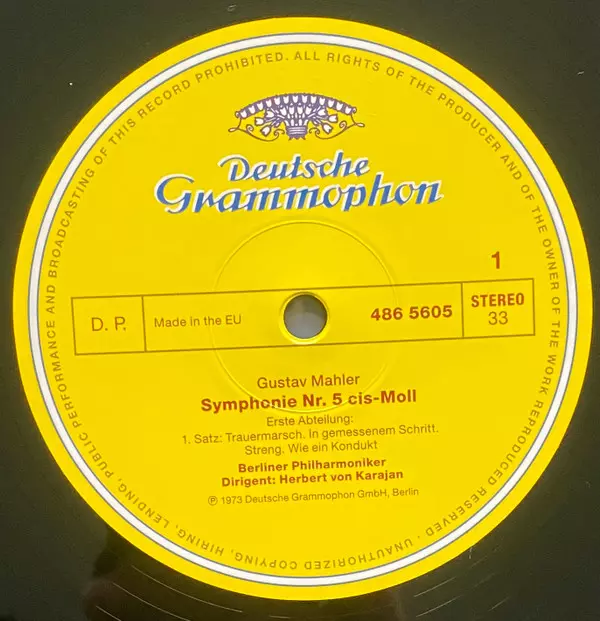 UNAUTHORIZED COPYING, HIRING, LENDING, PUBLIC PERFORMANCE AND BROADCASTING OF THIS RECORD PROHIBITED. ALL RIGHTS OF THE PRODUCER AND OF THE OWNER OF THE WORK REPRODUCED RESERVED ·
Deutsche
Grammophon
1
D. P.
Made in the EU
486 5605
STEREO
33
Gustav Mahler
Symphonie Nr. 5 cis-Moll
Erste Abteilung:
1. Satz: Trauermarsch. In gemessenem Schritt.
Streng. Wie ein Kondukt
Berliner Philharmoniker
Dirigent: Herbert von Karajan
℗ 1973 Deutsche Grammophon GmbH, Berlin